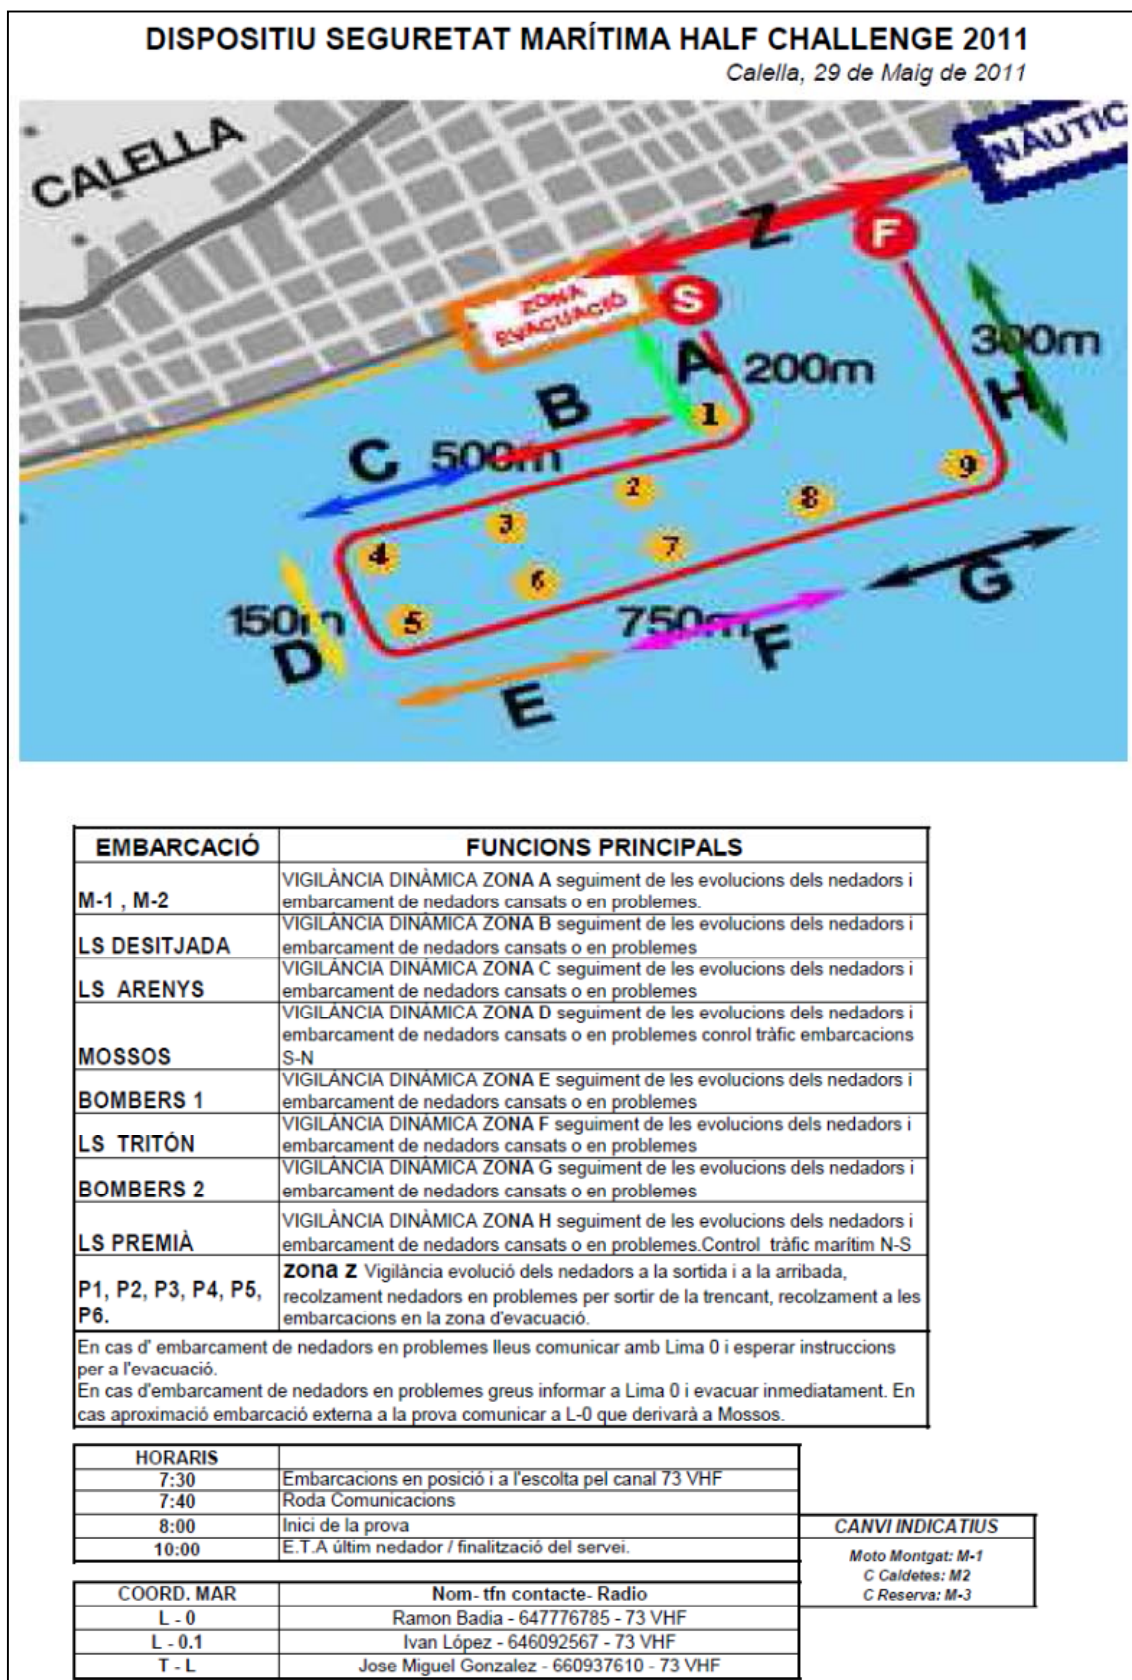 DISPOSITIU SEGURETAT MARÍTIMA HALF CHALLENGE 2011
Calella, 29 de Maig de 2011
CALELLA
NÀUTIC
Z
F
ZONA
EVACUACIÓ
S
A
200m
300m
H
B
1
C
500m
2
3
4
9
8
7
6
5
150m
D
750m
G
F
E
EMBARCACIÓ
FUNCIONS PRINCIPALS
M-1 , M-2
VIGILÀNCIA DINÀMICA ZONA A seguiment de les evolucions dels nedadors i
embarcament de nedadors cansats o en problemes.
LS DESITJADA
VIGILÀNCIA DINÀMICA ZONA B seguiment de les evolucions dels nedadors i
embarcament de nedadors cansats o en problemes
LS ARENYS
VIGILÀNCIA DINÀMICA ZONA C seguiment de les evolucions dels nedadors i
embarcament de nedadors cansats o en problemes
MOSSOS
VIGILÀNCIA DINÀMICA ZONA D seguiment de les evolucions dels nedadors i
embarcament de nedadors cansats o en problemes conrol tràfic embarcacions
S-N
BOMBERS 1
VIGILÀNCIA DINÀMICA ZONA E seguiment de les evolucions dels nedadors i
embarcament de nedadors cansats o en problemes
LS TRITÓN
VIGILÀNCIA DINÀMICA ZONA F seguiment de les evolucions dels nedadors i
embarcament de nedadors cansats o en problemes
BOMBERS 2
VIGILÀNCIA DINÀMICA ZONA G seguiment de les evolucions dels nedadors i
embarcament de nedadors cansats o en problemes
LS PREMIÀ
VIGILÀNCIA DINÀMICA ZONA H seguiment de les evolucions dels nedadors i
embarcament de nedadors cansats o en problemes.Control tràfic marítim N-S
P1, P2, P3, P4, P5,
P6.
zona z Vigilància evolució dels nedadors a la sortida i a la arribada,
recolzament nedadors en problemes per sortir de la trencant, recolzament a les
embarcacions en la zona d'evacuació.
En cas d' embarcament de nedadors en problemes lleus comunicar amb Lima 0 i esperar instruccions
per a l'evacuació.
En cas d'embarcament de nedadors en problemes greus informar a Lima 0 i evacuar inmediatament. En
cas aproximació embarcació externa a la prova comunicar a L-0 que derivarà a Mossos.
HORARIS
7:30 Embarcacions en posició i a l'escolta pel canal 73 VHF
7:40 Roda Comunicacions
8:00 Inici de la prova
10:00 E.T.A últim nedador / finalització del servei.
CANVI INDICATIUS
Moto Montgat: M-1
C Caldetes: M2
C Reserva: M-3
COORD. MAR Nom- tfn contacte- Radio
L - 0 Ramon Badia - 647776785 - 73 VHF
L - 0.1 Ivan López - 646092567 - 73 VHF
T - L Jose Miguel Gonzalez - 660937610 - 73 VHF